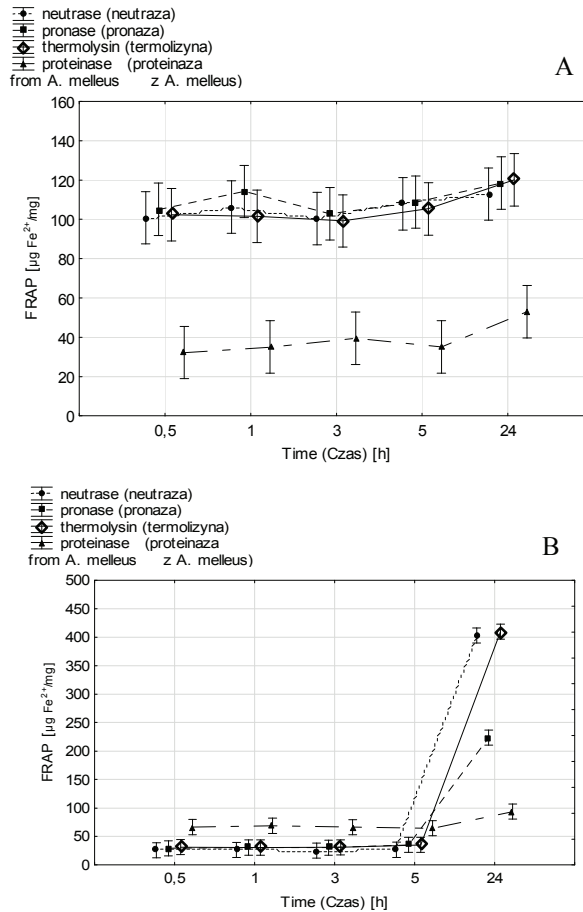 neutrase (neutraza)
pronase (pronaza)
thermolysin (termolizyna)
proteinase (proteinaza
from A. melleus z A. melleus)
A
160
140
120
100
80
60
40
20
0
FRAP [µg Fe²⁺/mg]
0,5 1 3 5 24
Time (Czas) [h]
neutrase (neutraza)
pronase (pronaza)
thermolysin (termolizyna)
proteinase (proteinaza
from A. melleus z A. melleus)
B
500
450
400
350
300
250
200
150
100
50
0
FRAP [µg Fe²⁺/mg]
0,5 1 3 5 24
Time (Czas) [h]